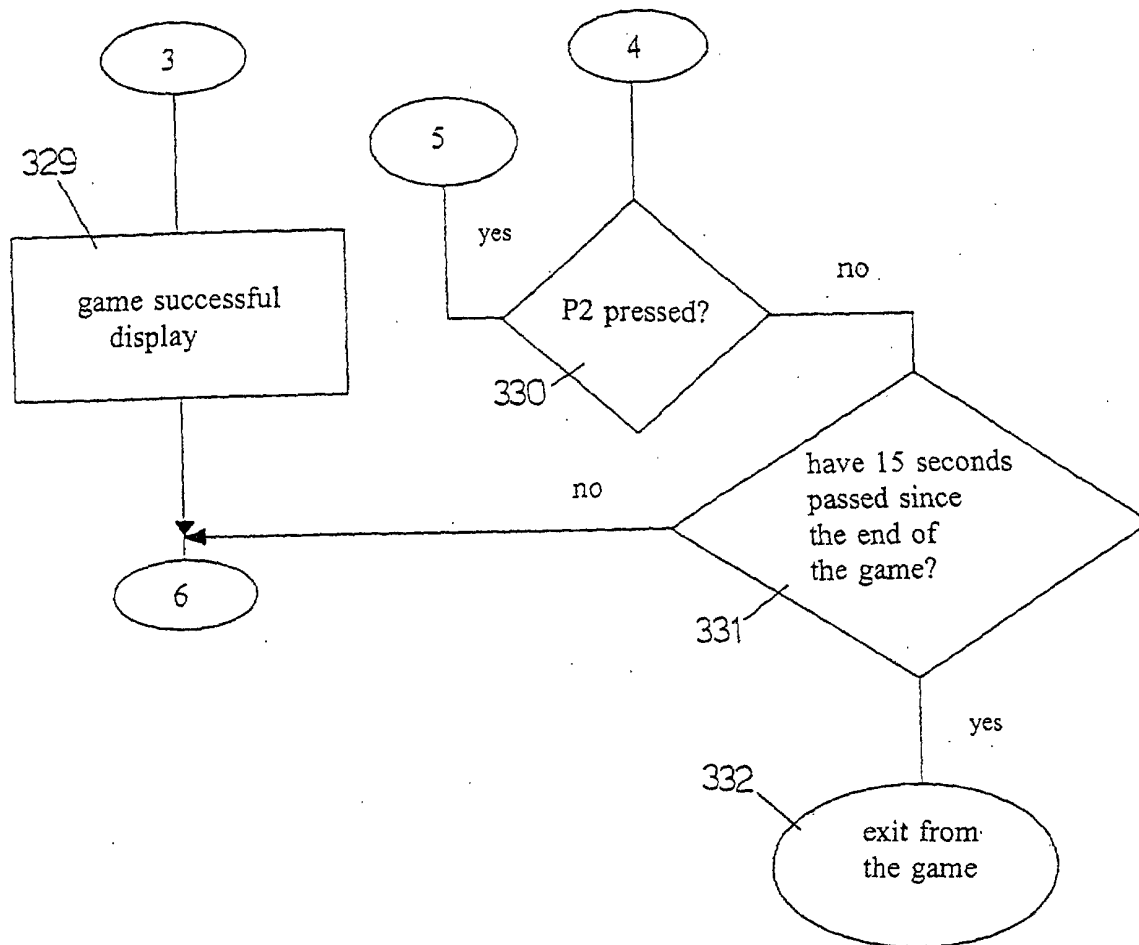 3
4
5
329
yes
no
game successful
display
P2 pressed?
330
have 15 seconds
passed since
the end of
the game?
no
6
331
yes
332
exit from
the game